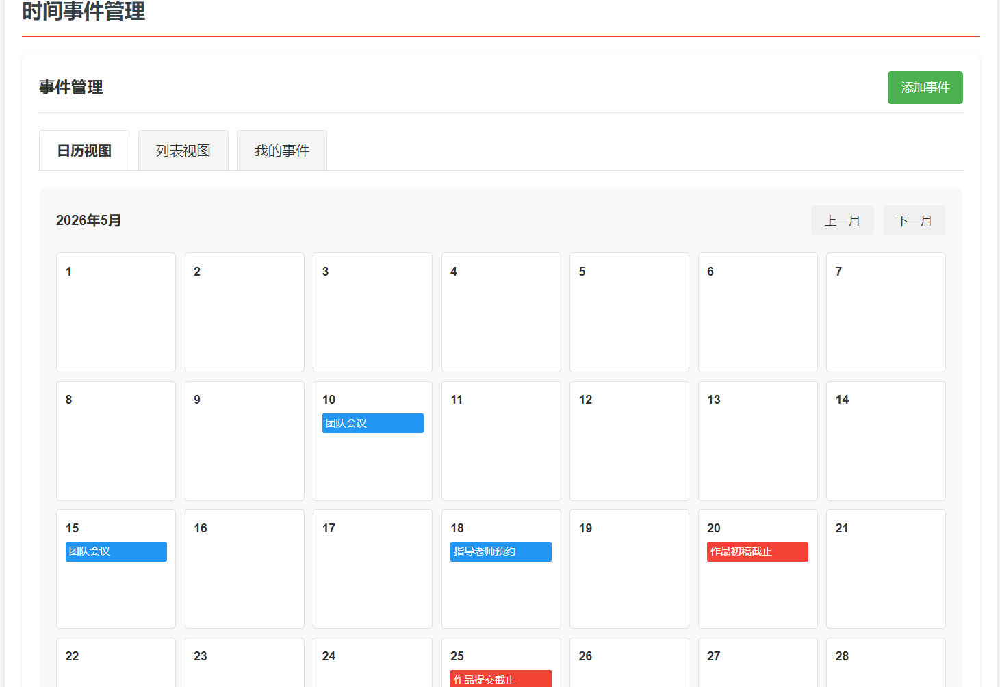 时间事件管理
事件管理
添加事件
日历视图 列表视图 我的事件
2026年5月
上一月 下一月
1 2 3 4 5 6 7
8 9 10 11 12 13 14
团队会议
15 16 17 18 19 20 21
团队会议 指导老师预约 作品初稿截止
22 23 24 25 26 27 28
作品提交截止